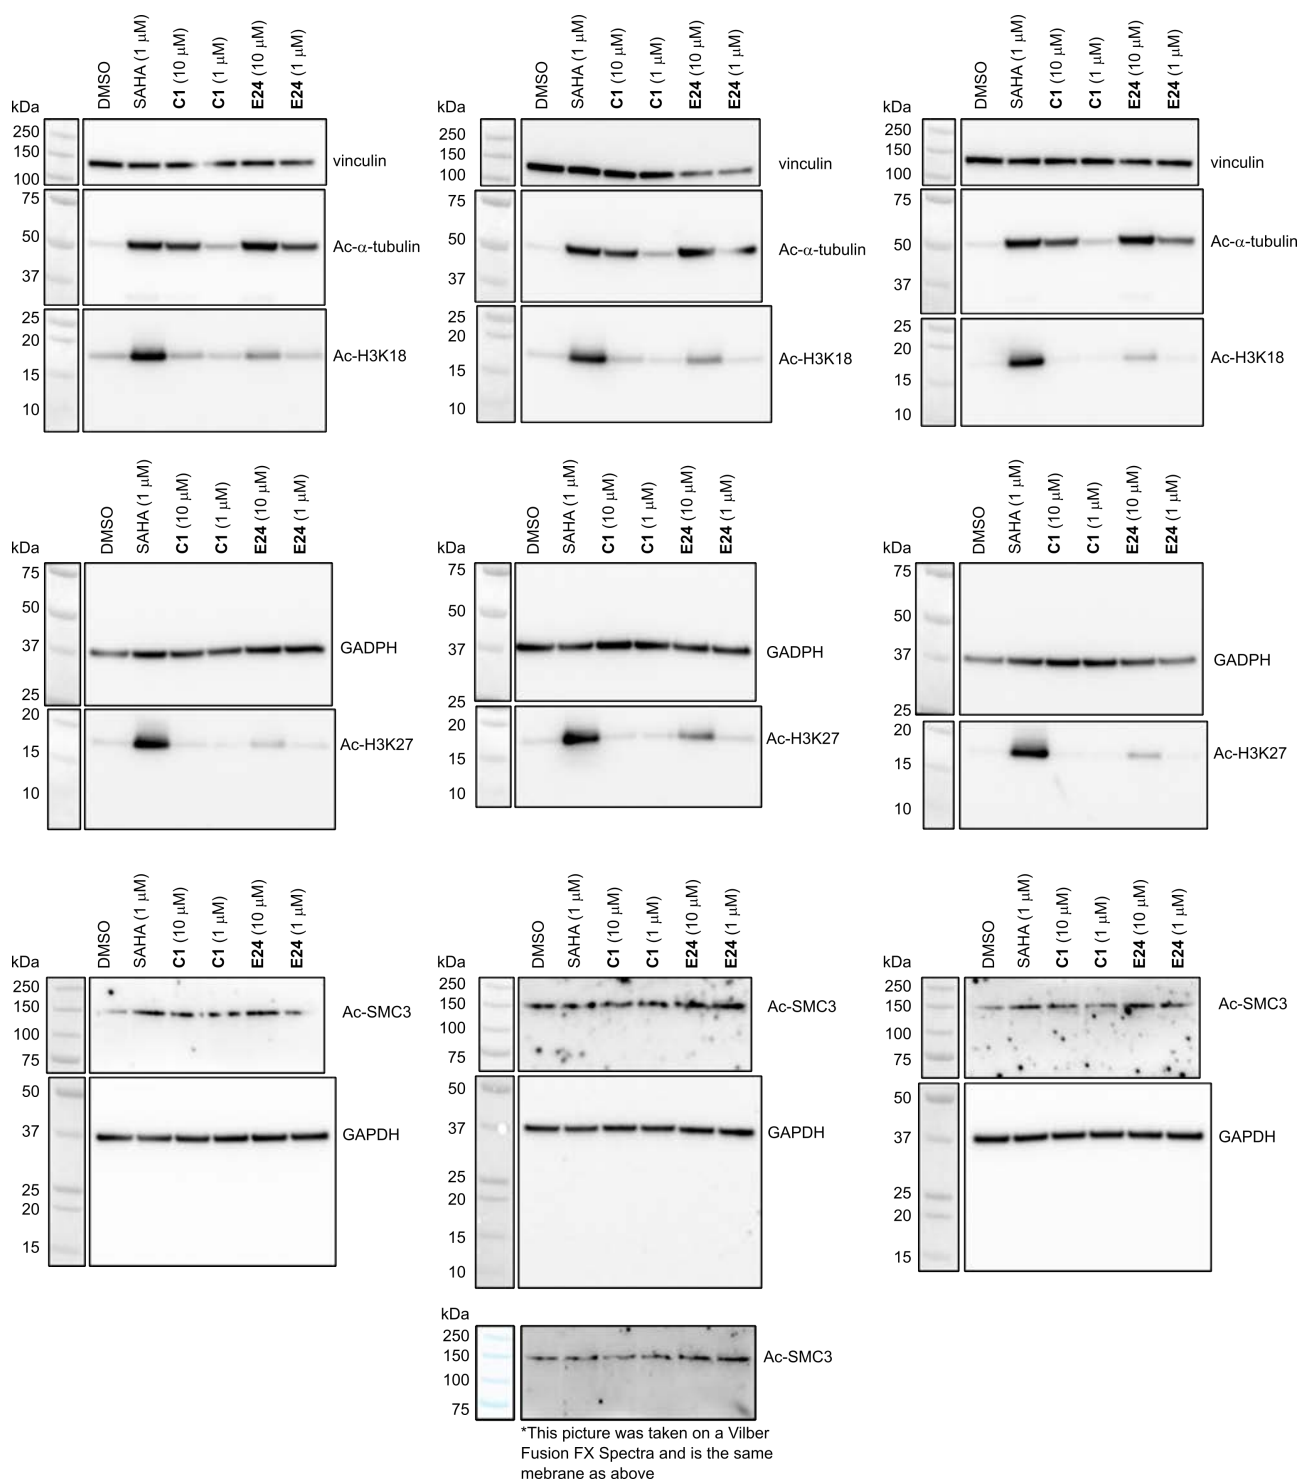 DMSO
SAHA (1 μM)
C1 (10 μM)
C1 (1 μM)
E24 (10 μM)
E24 (1 μM)
kDa
250
150
100
vinculin
75
50
37
Ac-α-tubulin
25
20
15
10
Ac-H3K18
DMSO
SAHA (1 μM)
C1 (10 μM)
C1 (1 μM)
E24 (10 μM)
E24 (1 μM)
kDa
250
150
100
vinculin
75
50
37
Ac-α-tubulin
25
20
15
10
Ac-H3K18
DMSO
SAHA (1 μM)
C1 (10 μM)
C1 (1 μM)
E24 (10 μM)
E24 (1 μM)
kDa
250
150
100
vinculin
75
50
37
Ac-α-tubulin
25
20
15
10
Ac-H3K18
DMSO
SAHA (1 μM)
C1 (10 μM)
C1 (1 μM)
E24 (10 μM)
E24 (1 μM)
kDa
75
50
37
25
GADPH
20
15
10
Ac-H3K27
DMSO
SAHA (1 μM)
C1 (10 μM)
C1 (1 μM)
E24 (10 μM)
E24 (1 μM)
kDa
75
50
37
25
GADPH
20
15
10
Ac-H3K27
DMSO
SAHA (1 μM)
C1 (10 μM)
C1 (1 μM)
E24 (10 μM)
E24 (1 μM)
kDa
75
50
37
25
GADPH
20
15
10
Ac-H3K27
DMSO
SAHA (1 μM)
C1 (10 μM)
C1 (1 μM)
E24 (10 μM)
E24 (1 μM)
kDa
250
150
100
75
Ac-SMC3
50
37
25
20
15
GAPDH
DMSO
SAHA (1 μM)
C1 (10 μM)
C1 (1 μM)
E24 (10 μM)
E24 (1 μM)
kDa
250
150
100
75
Ac-SMC3
50
37
25
20
15
10
GAPDH
DMSO
SAHA (1 μM)
C1 (10 μM)
C1 (1 μM)
E24 (10 μM)
E24 (1 μM)
kDa
250
150
100
75
Ac-SMC3
50
37
25
20
15
GAPDH
kDa
250
150
100
75
Ac-SMC3
*This picture was taken on a Vilber
Fusion FX Spectra and is the same
mebrane as above